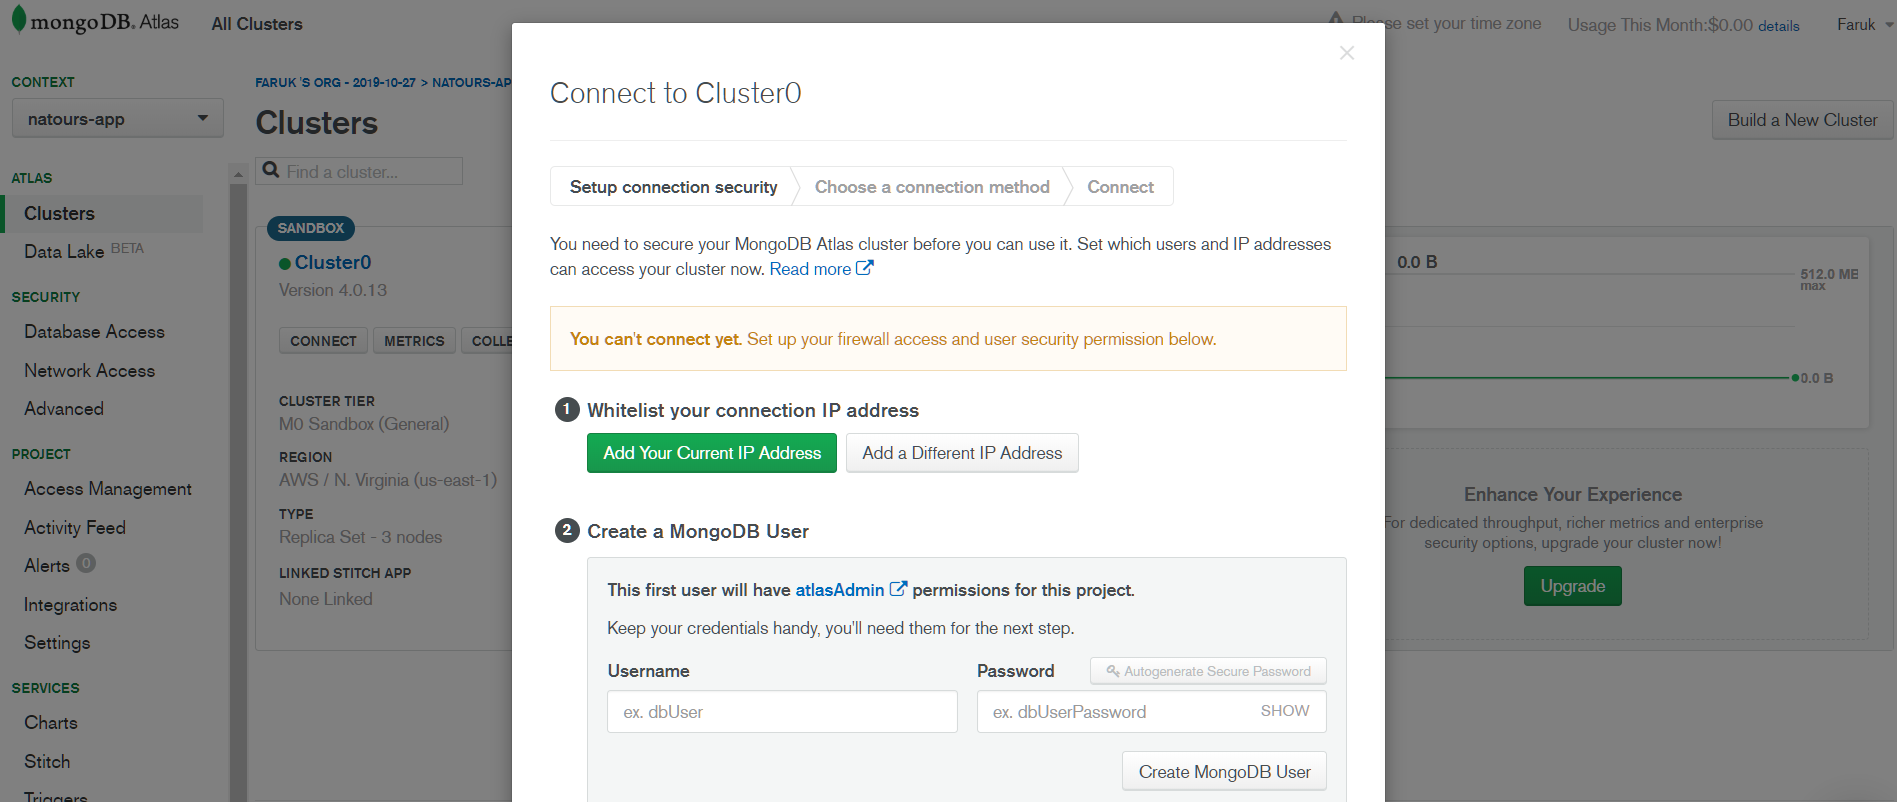 mongoDB. Atlas
All Clusters
Please set your time zone
Usage This Month:$0.00 details
Faruk
CONTEXT
natours-app
ATLAS
Clusters
Data Lake BETA
SECURITY
Database Access
Network Access
Advanced
PROJECT
Access Management
Activity Feed
Alerts 0
Integrations
Settings
SERVICES
Charts
Stitch
Triggers
FARUK 'S ORG - 2019-10-27 > NATOURS-AP
Clusters
Build a New Cluster
Find a cluster...
SANDBOX
Cluster0
Version 4.0.13
CONNECT
METRICS
COLLE
CLUSTER TIER
M0 Sandbox (General)
REGION
AWS / N. Virginia (us-east-1)
TYPE
Replica Set - 3 nodes
LINKED STITCH APP
None Linked
Connect to Cluster0
Setup connection security
Choose a connection method
Connect
You need to secure your MongoDB Atlas cluster before you can use it. Set which users and IP addresses
can access your cluster now. Read more
You can't connect yet. Set up your firewall access and user security permission below.
1 Whitelist your connection IP address
Add Your Current IP Address
Add a Different IP Address
2 Create a MongoDB User
This first user will have atlasAdmin permissions for this project.
Keep your credentials handy, you'll need them for the next step.
Username
Password
Autogenerate Secure Password
ex. dbUser
ex. dbUserPassword
SHOW
Create MongoDB User
0.0 B
512.0 MB
max
0.0 B
Enhance Your Experience
For dedicated throughput, richer metrics and enterprise
security options, upgrade your cluster now!
Upgrade